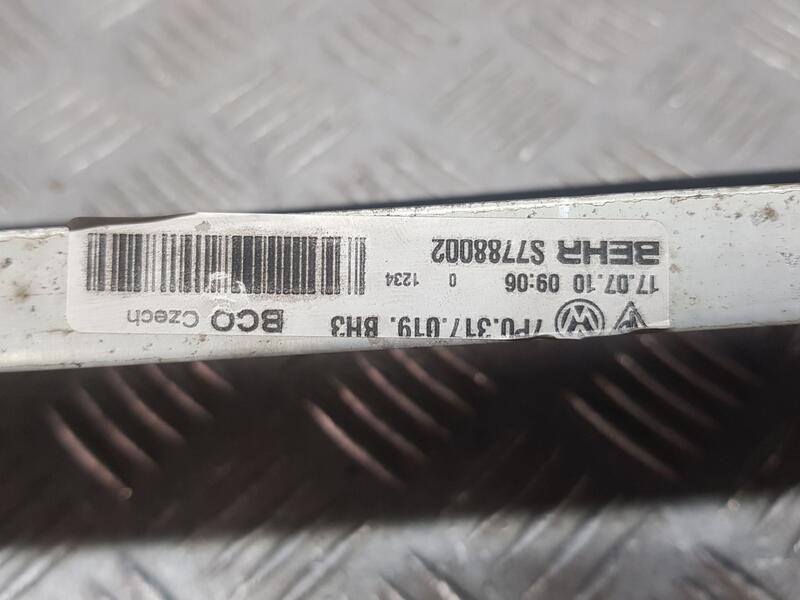 7P0.317.019. BH3 BCO Czech
17.07.10 09:06 0 1234
BEHR S7788002